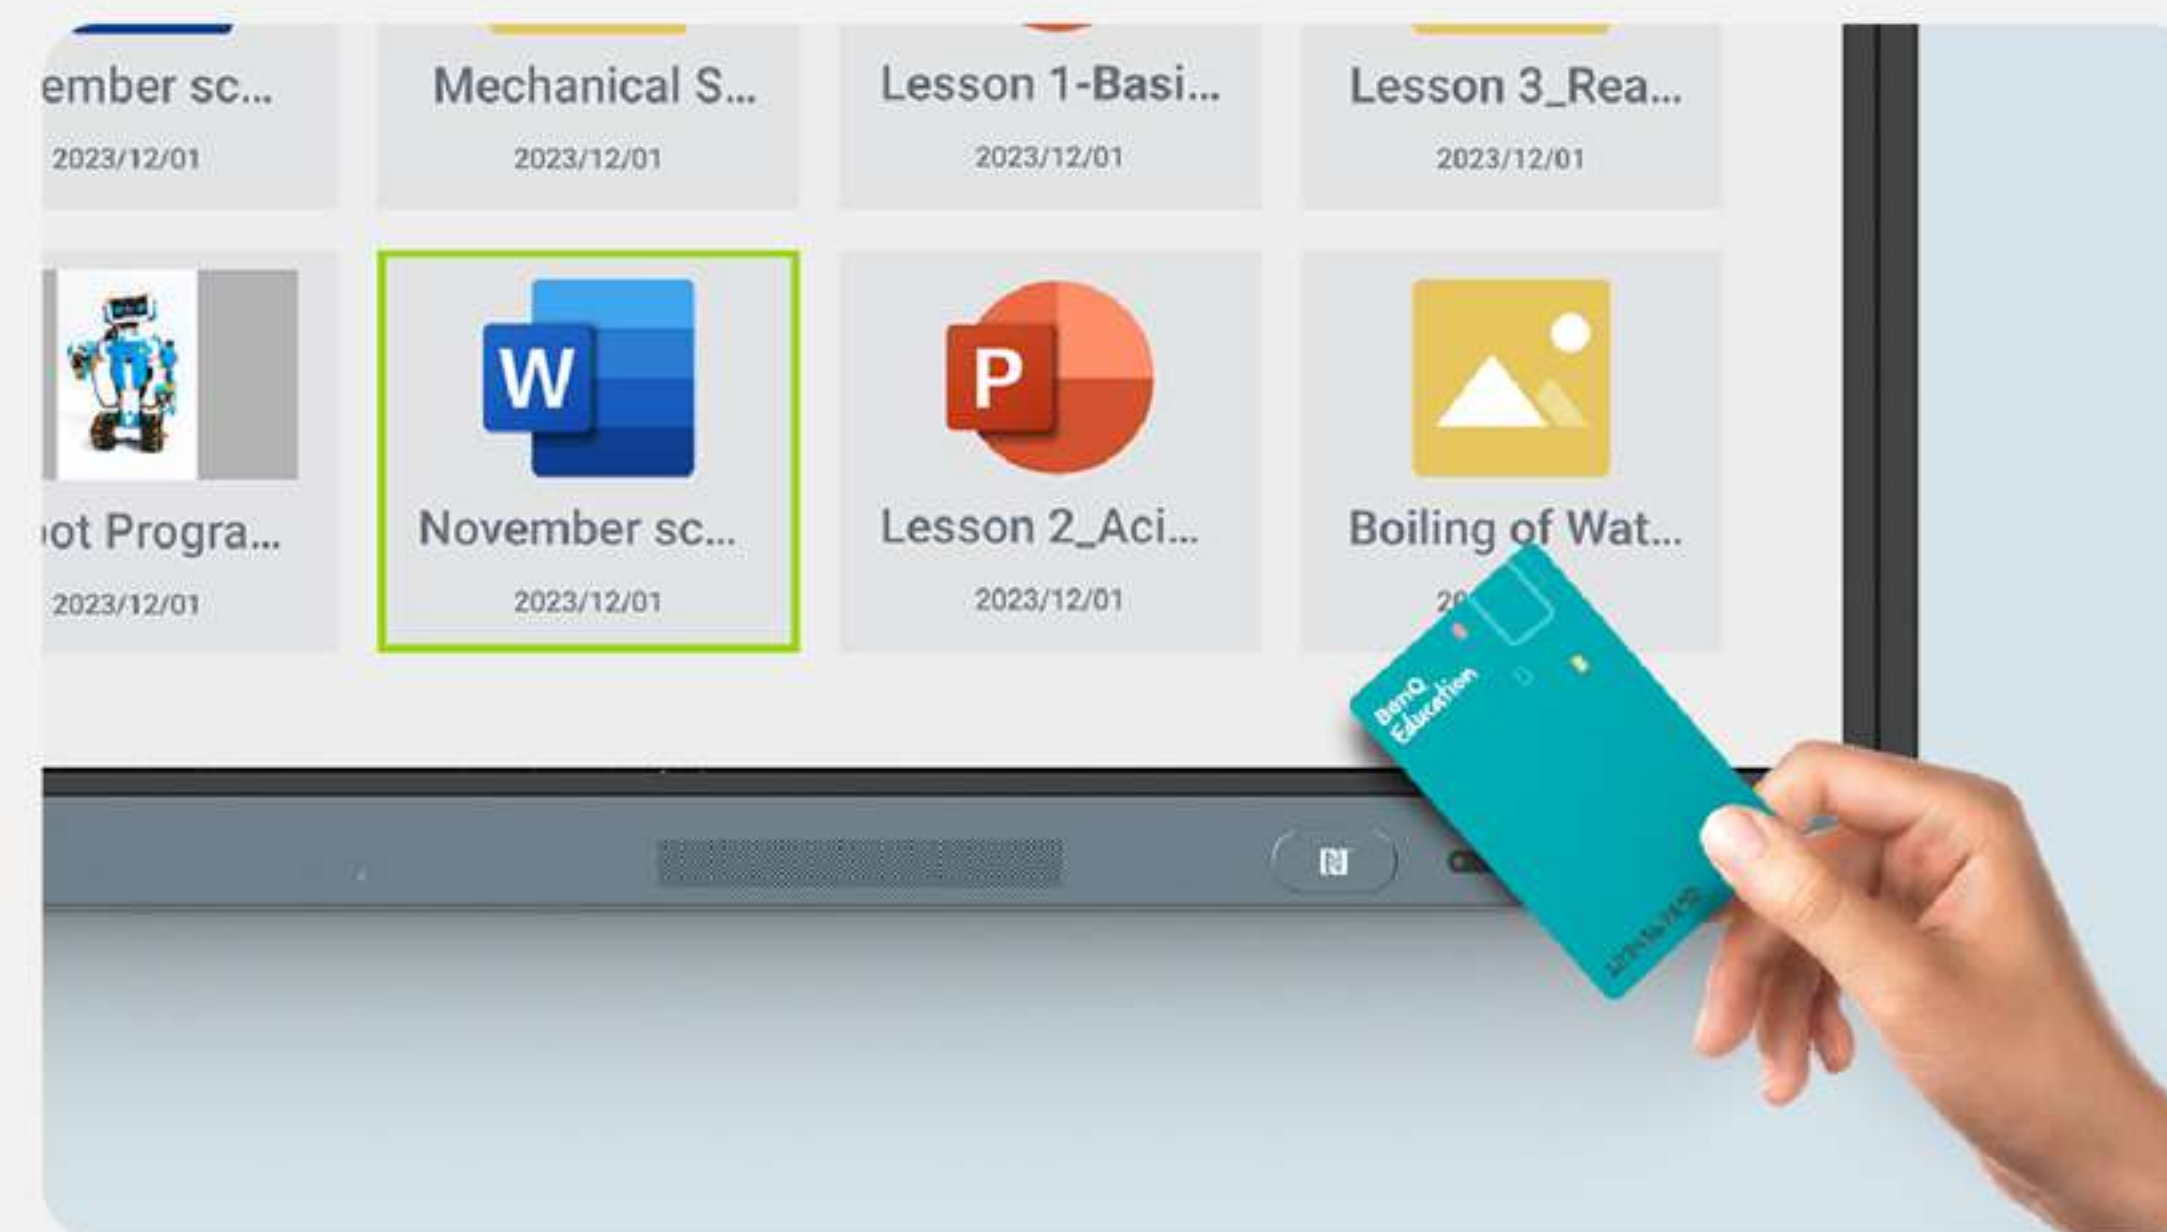 ember sc...
Mechanical S...
Lesson 1-Basi...
Lesson 3_Rea...
2023/12/01
2023/12/01
2023/12/01
2023/12/01
W
P
ot Progra...
November sc...
Lesson 2_Aci...
Boiling of Wat...
2023/12/01
2023/12/01
2023/12/01
20
BenQ
Education